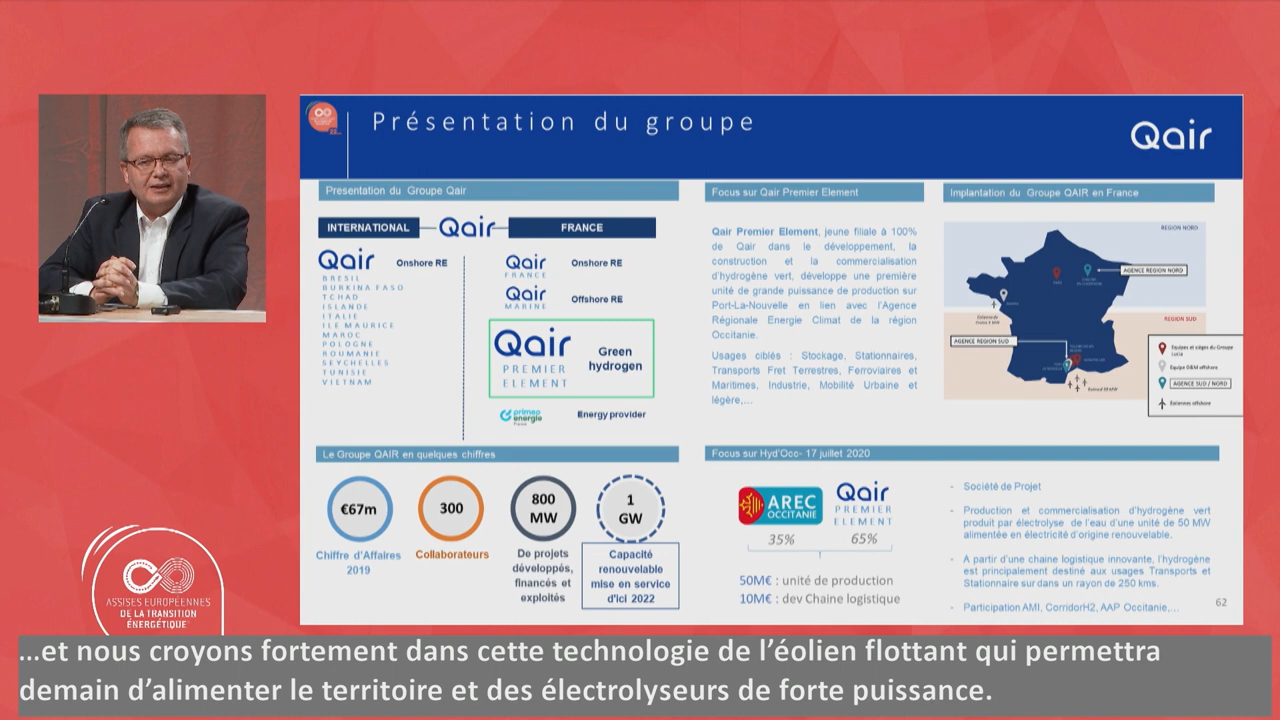 Présentation du groupe
Qair
Presentation du Groupe Qair
INTERNATIONAL
Qair
FRANCE
Qair
Onshore RE
BRESIL
BURKINA FASO
TCHAD
ISLANDE
ITALIE
ILE MAURICE
MAROC
POLOGNE
ROUMANIE
SEYCHELLES
TUNISIE
VIETNAM
Qair
FRANCE
Onshore RE
Qair
MARINE
Offshore RE
Qair
PREMIER
ELEMENT
Green
hydrogen
primeo
energie
Energy provider
Focus sur Qair Premier Element
Qair Premier Element, jeune filiale à 100%
de Qair dans le développement, la
construction et la commercialisation
d'hydrogène vert, développe une première
unité de grande puissance de production sur
Port-La-Nouvelle en lien avec l'Agence
Régionale Energie Climat de la région
Occitanie.
Usages ciblés : Stockage, Stationnaires,
Transports Fret Terrestres, Ferroviaires et
Maritimes, Industrie, Mobilité Urbaine et
légère,...
Implantation du Groupe QAIR en France
REGION NORD
AGENCE REGION NORD
REGION SUD
AGENCE REGION SUD
Equipes et sièges du Groupe
Equipe O&M offshore
AGENCE SUD / NORD
Eoliennes offshore
Le Groupe QAIR en quelques chiffres
€67m
Chiffre d'Affaires
2019
300
Collaborateurs
800
MW
De projets
développés,
financés et
exploités
1
GW
Capacité
renouvelable
mise en service
d'ici 2022
Focus sur Hyd'Occ- 17 juillet 2020
AREC
OCCITANIE
35%
Qair
PREMIER
ELEMENT
65%
50M€ : unité de production
10M€ : dev Chaine logistique
- Société de Projet
- Production et commercialisation d'hydrogène vert
produit par électrolyse de l'eau d'une unité de 50 MW
alimentée en électricité d'origine renouvelable.
- A partir d'une chaine logistique innovante, l'hydrogène
est principalement destiné aux usages Transports et
Stationnaire sur dans un rayon de 250 kms.
- Participation AMI, CorridorH2, AAP Occitanie,...
62
ASSISES EUROPÉENNES
DE LA TRANSITION
ÉNERGÉTIQUE
...et nous croyons fortement dans cette technologie de l'éolien flottant qui permettra
demain d'alimenter le territoire et des électrolyseurs de forte puissance.